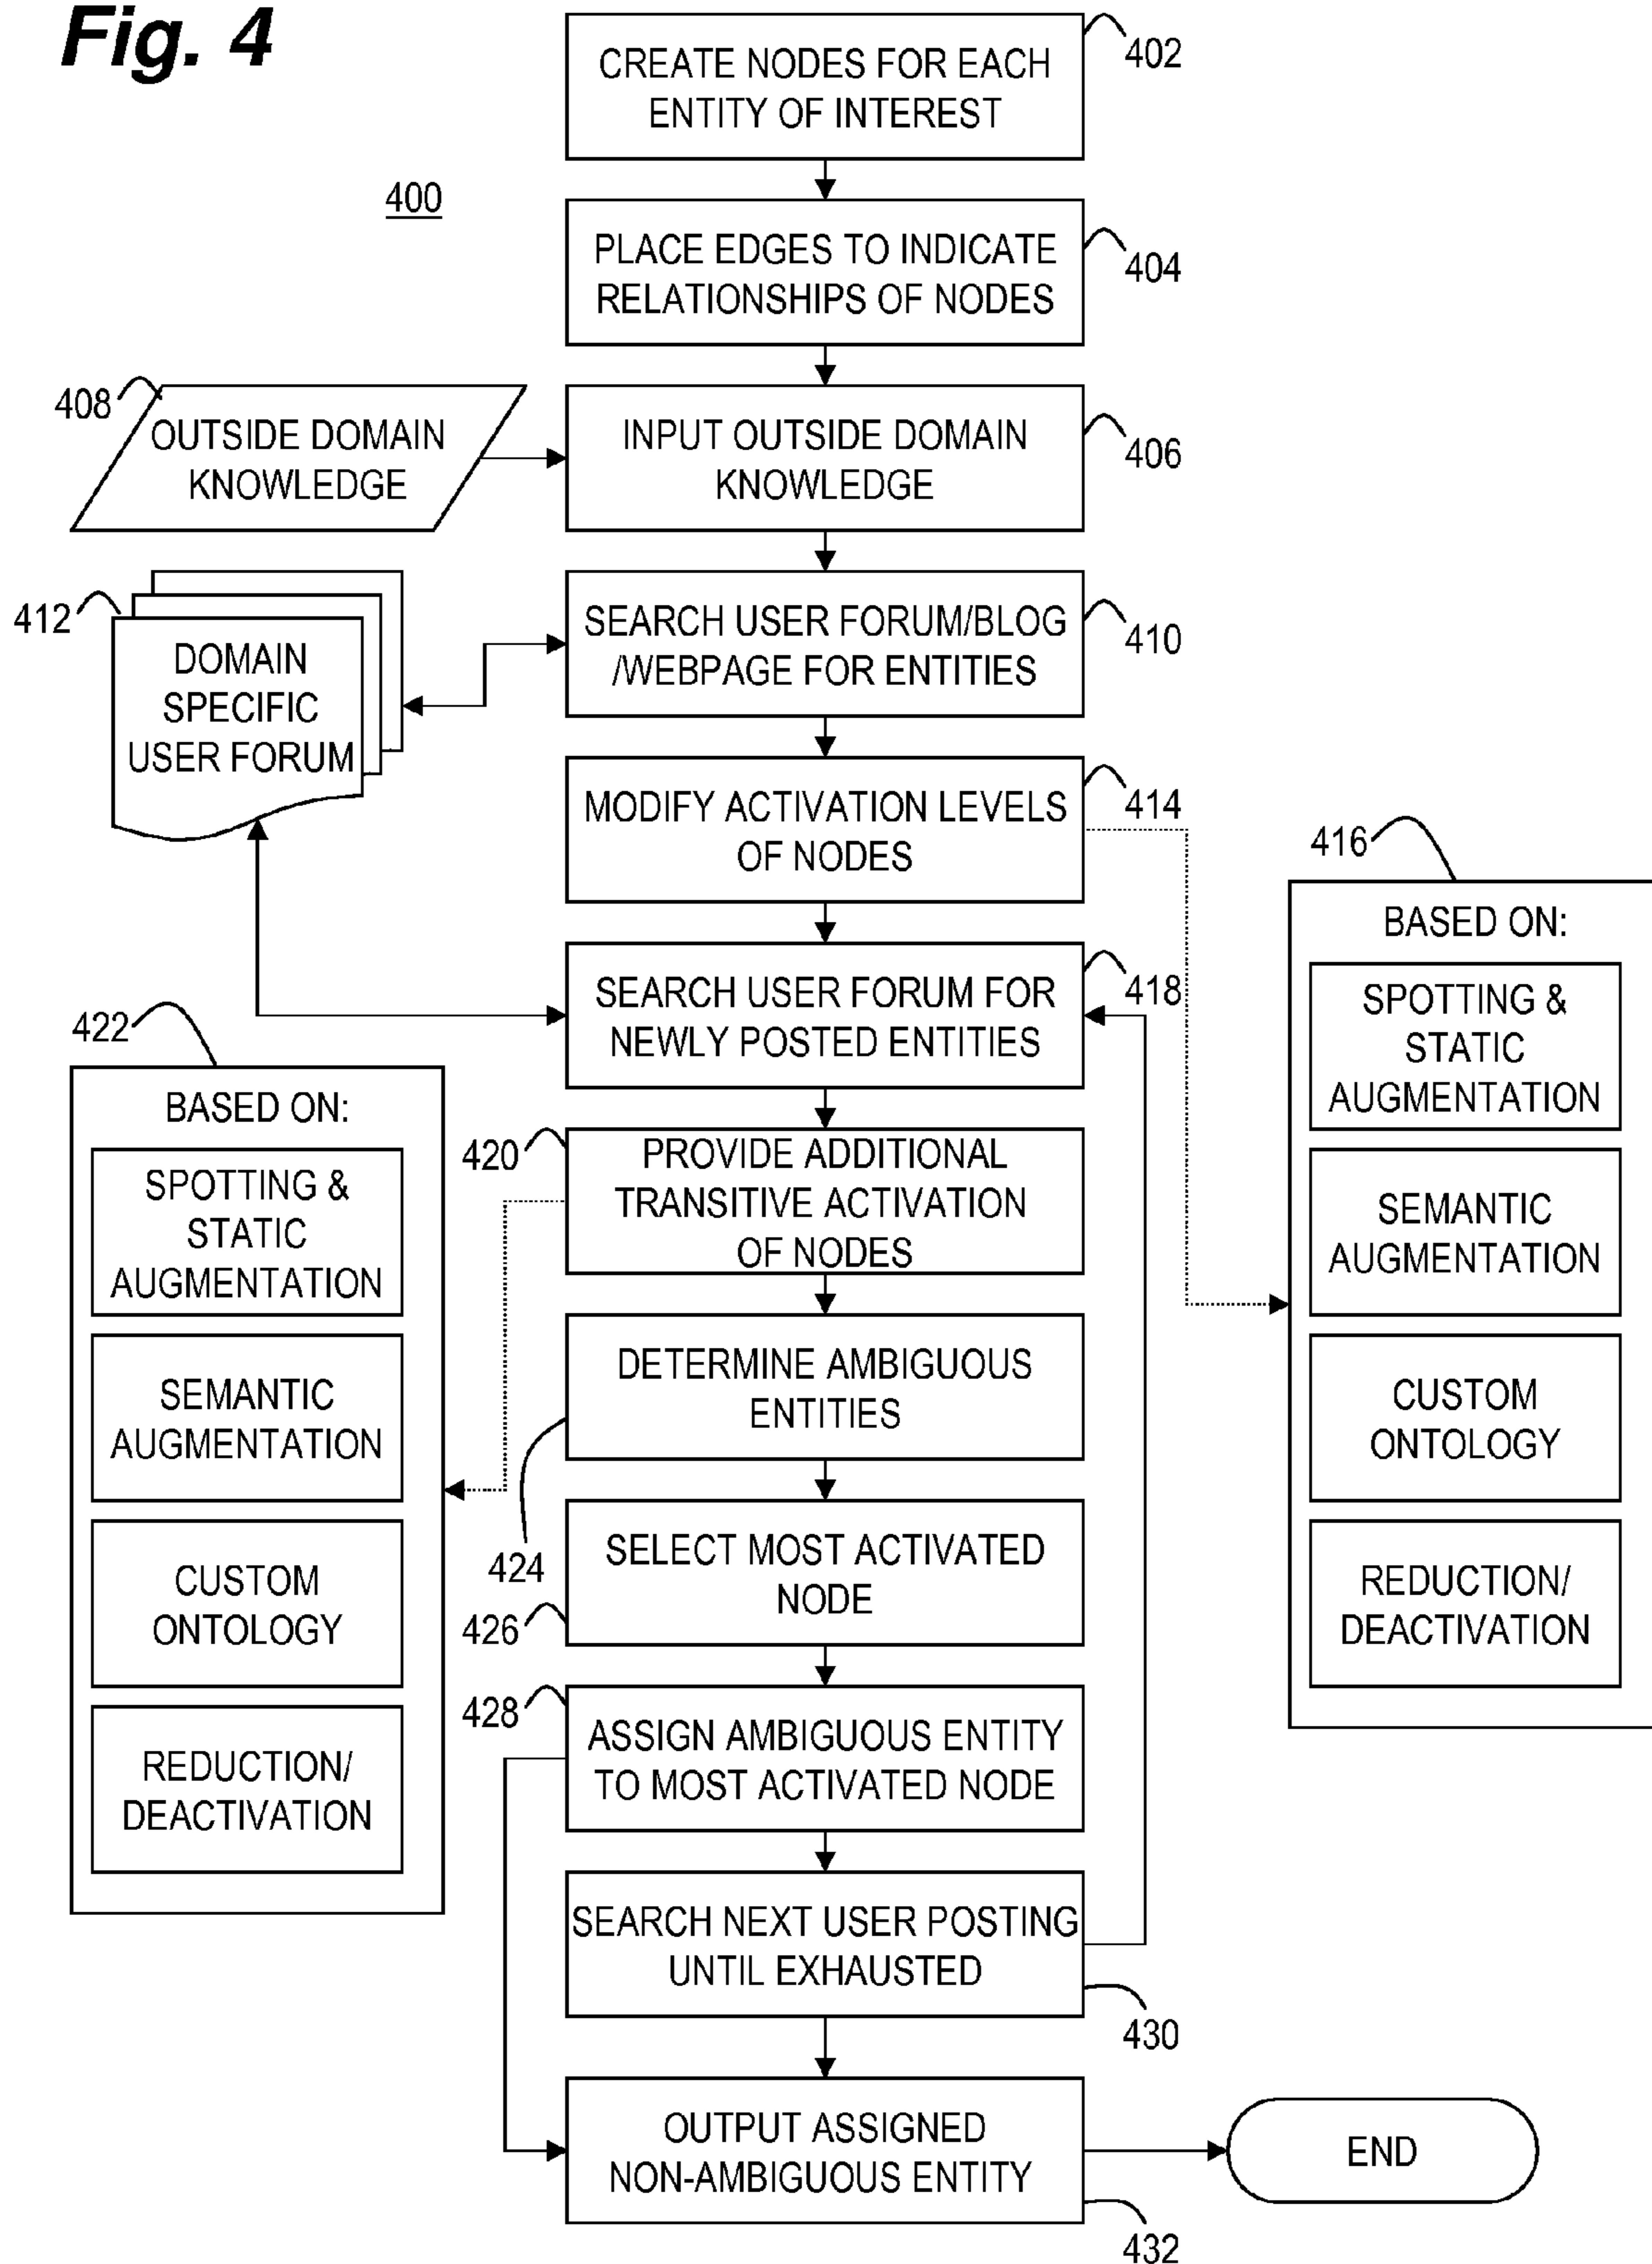 Fig. 4
400
CREATE NODES FOR EACH
ENTITY OF INTEREST
402
PLACE EDGES TO INDICATE
RELATIONSHIPS OF NODES
404
408
OUTSIDE DOMAIN
KNOWLEDGE
INPUT OUTSIDE DOMAIN
KNOWLEDGE
406
412
DOMAIN
SPECIFIC
USER FORUM
SEARCH USER FORUM/BLOG
/WEBPAGE FOR ENTITIES
410
MODIFY ACTIVATION LEVELS
OF NODES
414
416
BASED ON:
SPOTTING &
STATIC
AUGMENTATION
SEMANTIC
AUGMENTATION
CUSTOM
ONTOLOGY
REDUCTION/
DEACTIVATION
SEARCH USER FORUM FOR
NEWLY POSTED ENTITIES
418
422
BASED ON:
SPOTTING &
STATIC
AUGMENTATION
SEMANTIC
AUGMENTATION
CUSTOM
ONTOLOGY
REDUCTION/
DEACTIVATION
420
PROVIDE ADDITIONAL
TRANSITIVE ACTIVATION
OF NODES
DETERMINE AMBIGUOUS
ENTITIES
424
SELECT MOST ACTIVATED
NODE
426
428
ASSIGN AMBIGUOUS ENTITY
TO MOST ACTIVATED NODE
SEARCH NEXT USER POSTING
UNTIL EXHAUSTED
430
OUTPUT ASSIGNED
NON-AMBIGUOUS ENTITY
432
END